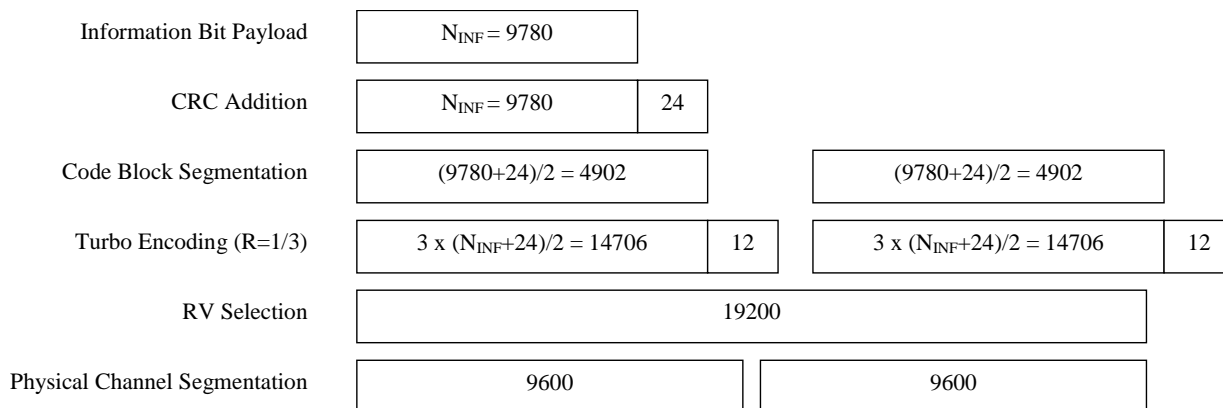 Information Bit Payload N_INF = 9780
CRC Addition N_INF = 9780 24
Code Block Segmentation (9780+24)/2 = 4902 (9780+24)/2 = 4902
Turbo Encoding (R=1/3) 3 x (N_INF+24)/2 = 14706 12 3 x (N_INF+24)/2 = 14706 12
RV Selection 19200
Physical Channel Segmentation 9600 9600